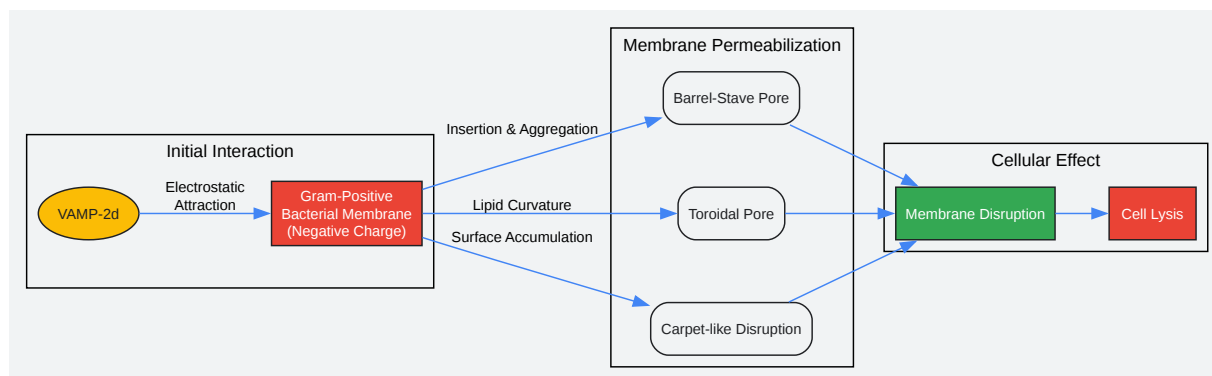 Initial Interaction
VAMP-2d
Electrostatic
Attraction
Gram-Positive
Bacterial Membrane
(Negative Charge)
Insertion & Aggregation
Lipid Curvature
Surface Accumulation
Membrane Permeabilization
Barrel-Stave Pore
Toroidal Pore
Carpet-like Disruption
Cellular Effect
Membrane Disruption
Cell Lysis